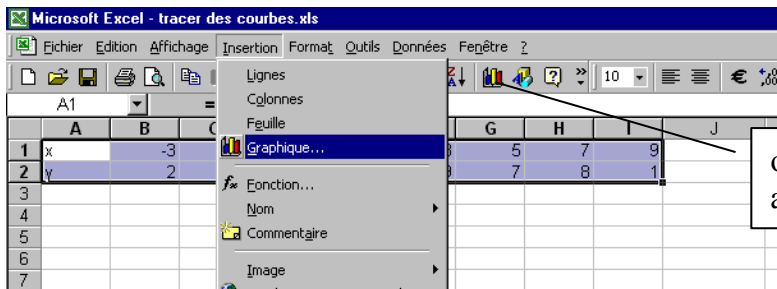 Microsoft Excel - tracer des courbes.xls
Fichier Edition Affichage Insertion Format Outils Données Fenêtre ?
10 €
A1 =
A B G H I J
1 x -3 5 7 9
2 y 2 7 8 1
3
4
5
6
7
Lignes
Colonnes
Feuille
Graphique...
Fonction...
Nom
Commentaire
Image